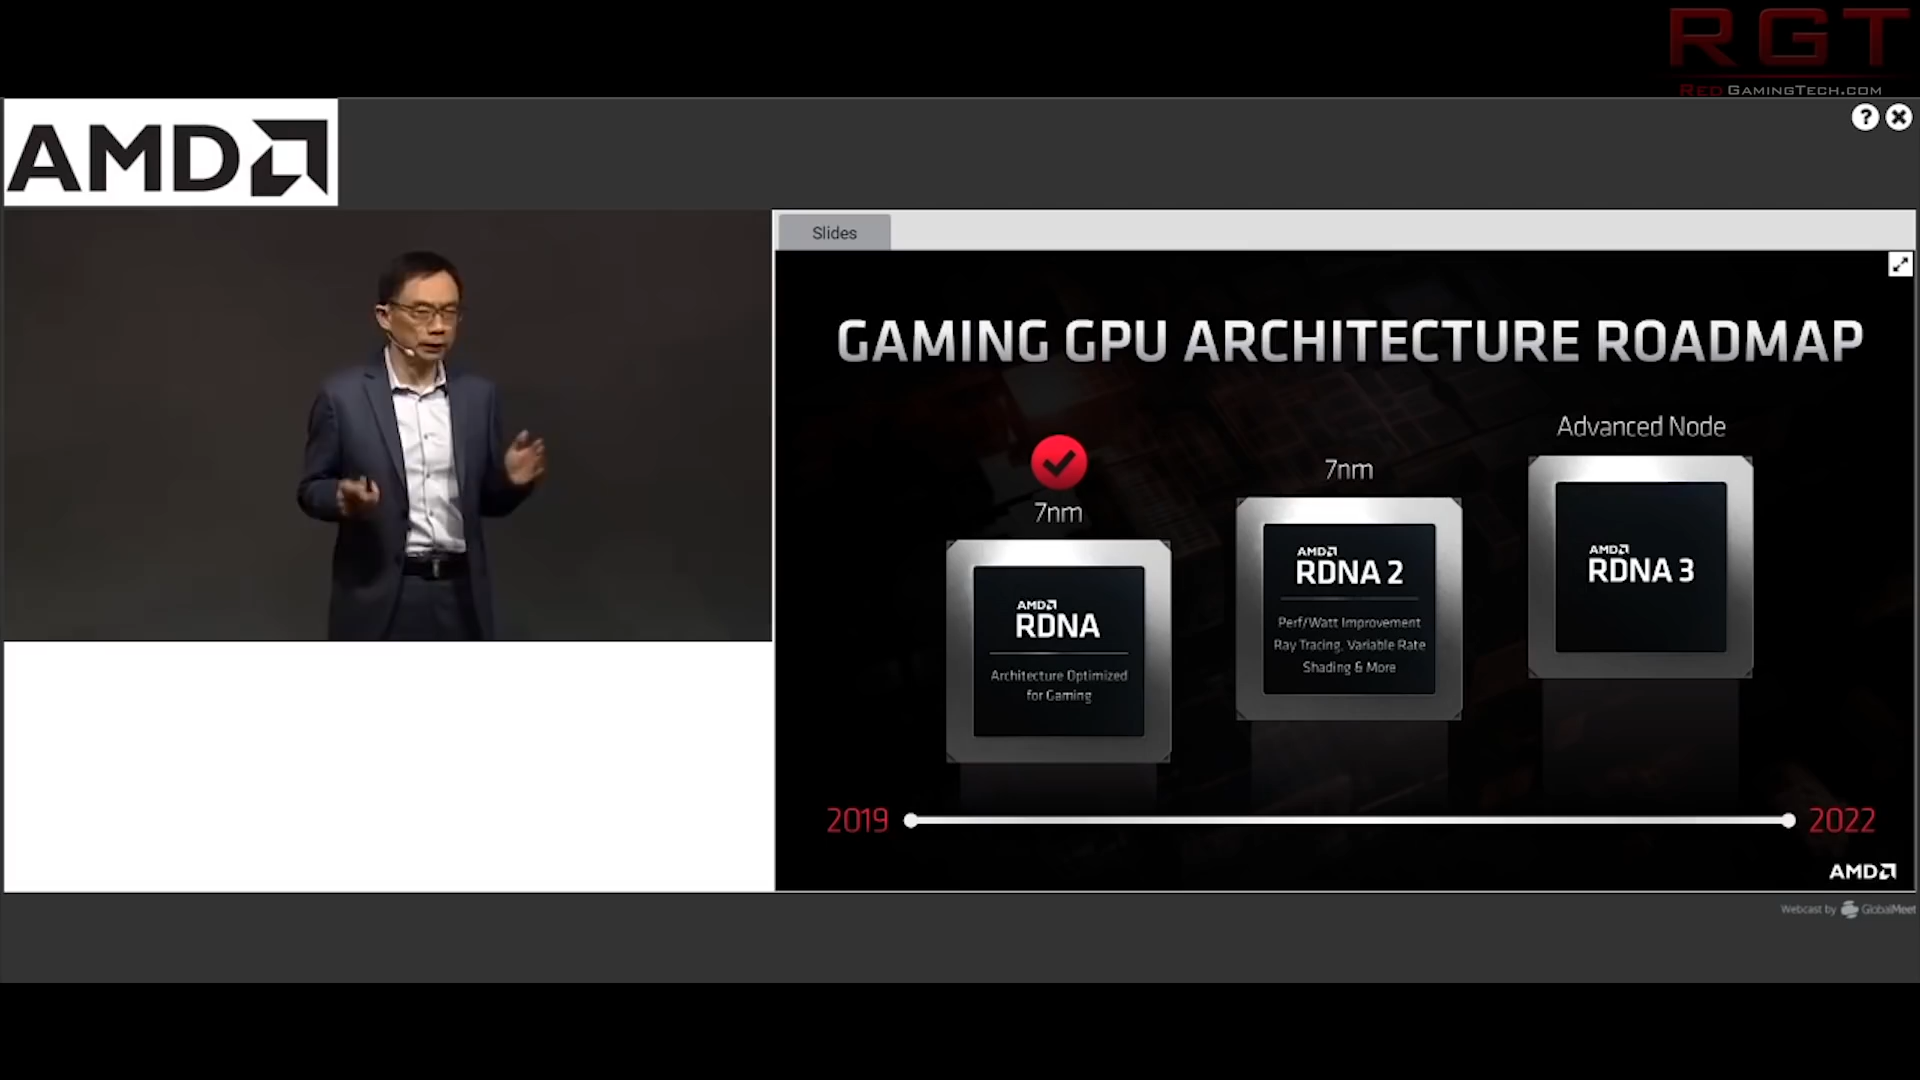 RGT
REDGAMINGTECH.COM
AMD
Slides
GAMING GPU ARCHITECTURE ROADMAP
7nm
AMD
RDNA
Architecture Optimized
for Gaming
7nm
AMD
RDNA 2
Perf/Watt Improvement
Ray Tracing, Variable Rate
Shading & More
Advanced Node
AMD
RDNA 3
2019
2022
AMD
Webcast by GlobalMeet